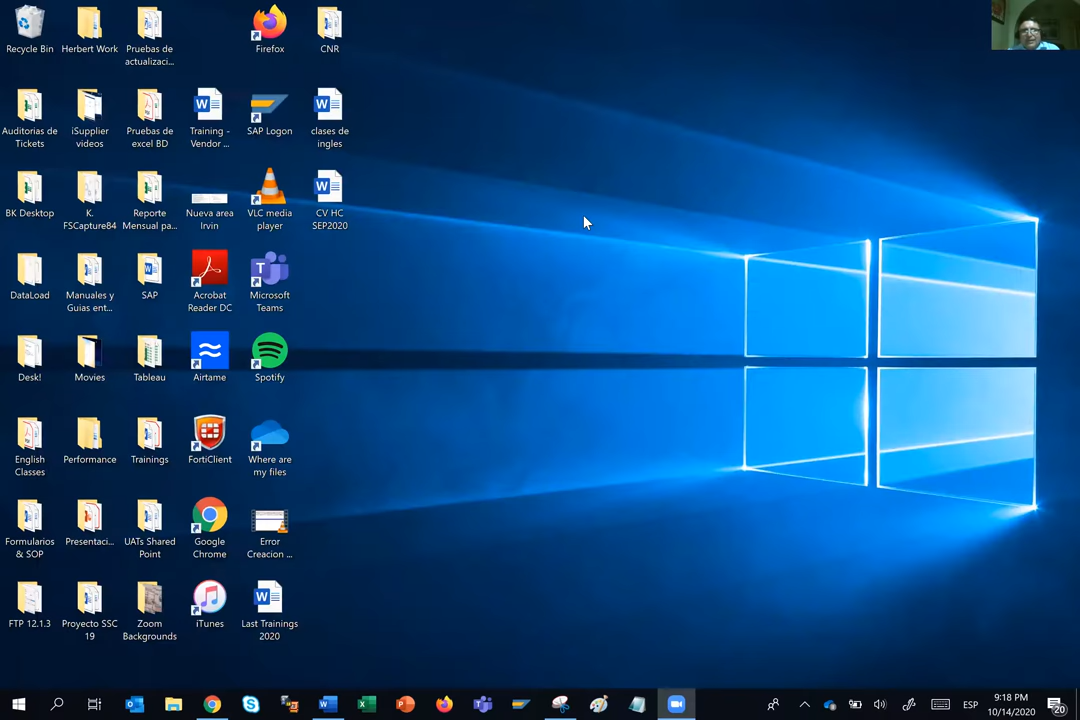 Recycle Bin
Herbert Work
Pruebas de
actualizaci...
Firefox
CNR
Auditorias de
Tickets
iSupplier
videos
Pruebas de
excel BD
Training -
Vendor ...
SAP Logon
clases de
ingles
BK Desktop
K.
FSCapture84
Reporte
Mensual pa...
Nueva area
Irvin
VLC media
player
CV HC
SEP2020
DataLoad
Manuales y
Guias ent...
SAP
Acrobat
Reader DC
Microsoft
Teams
Desk!
Movies
Tableau
Airtame
Spotify
English
Classes
Performance
Trainings
FortiClient
Where are
my files
Formularios
& SOP
Presentaci...
UATs Shared
Point
Google
Chrome
Error
Creacion ...
FTP 12.1.3
Proyecto SSC
19
Zoom
Backgrounds
iTunes
Last Trainings
2020
ESP
9:18 PM
10/14/2020
20